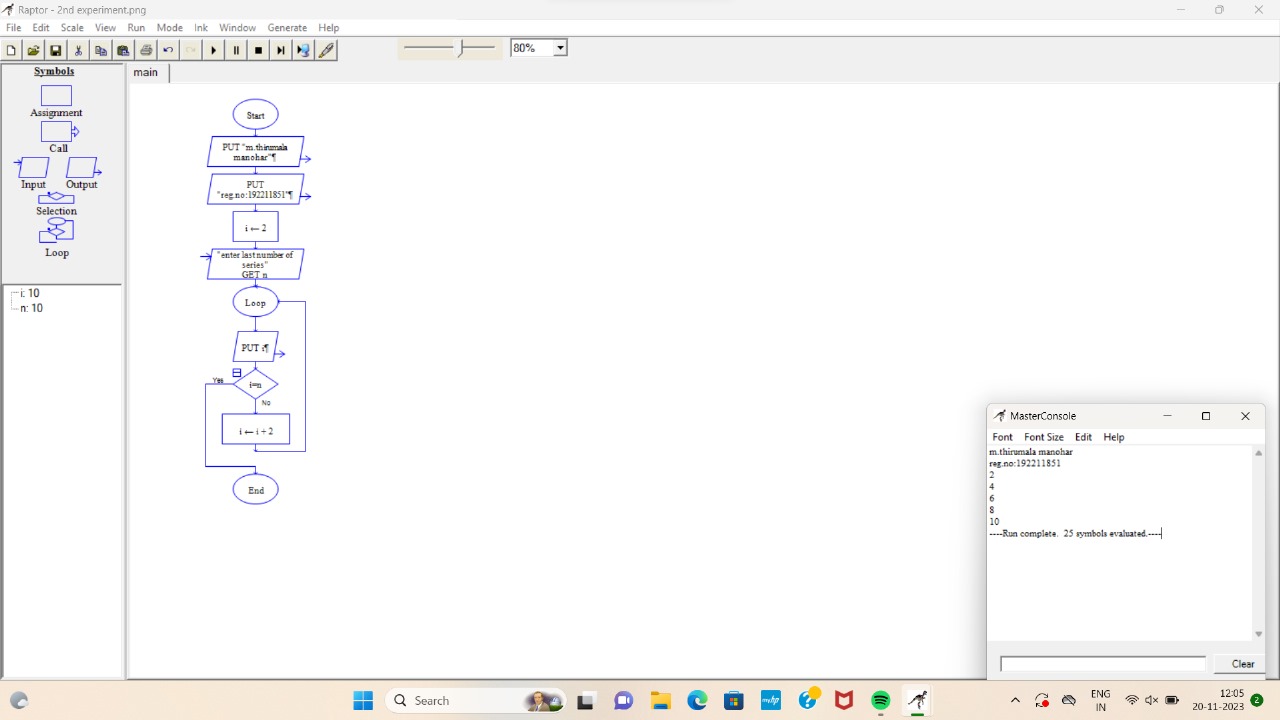 Raptor - 2nd experiment.png
File Edit Scale View Run Mode Ink Window Generate Help
80%
Symbols
Assignment
Call
Input Output
Selection
Loop
i: 10
n: 10
main
Start
PUT "m.thirumala
manohar"¶
PUT
"reg.no:192211851"¶
i ← 2
"enter last number of
series"
GET n
Loop
PUT i¶
Yes
i=n
No
i ← i + 2
End
MasterConsole
Font Font Size Edit Help
m.thirumala manohar
reg.no:192211851
2
4
6
8
10
----Run complete. 25 symbols evaluated.----
Clear
Search
myhp
ENG
IN
12:05
20-11-2023
2